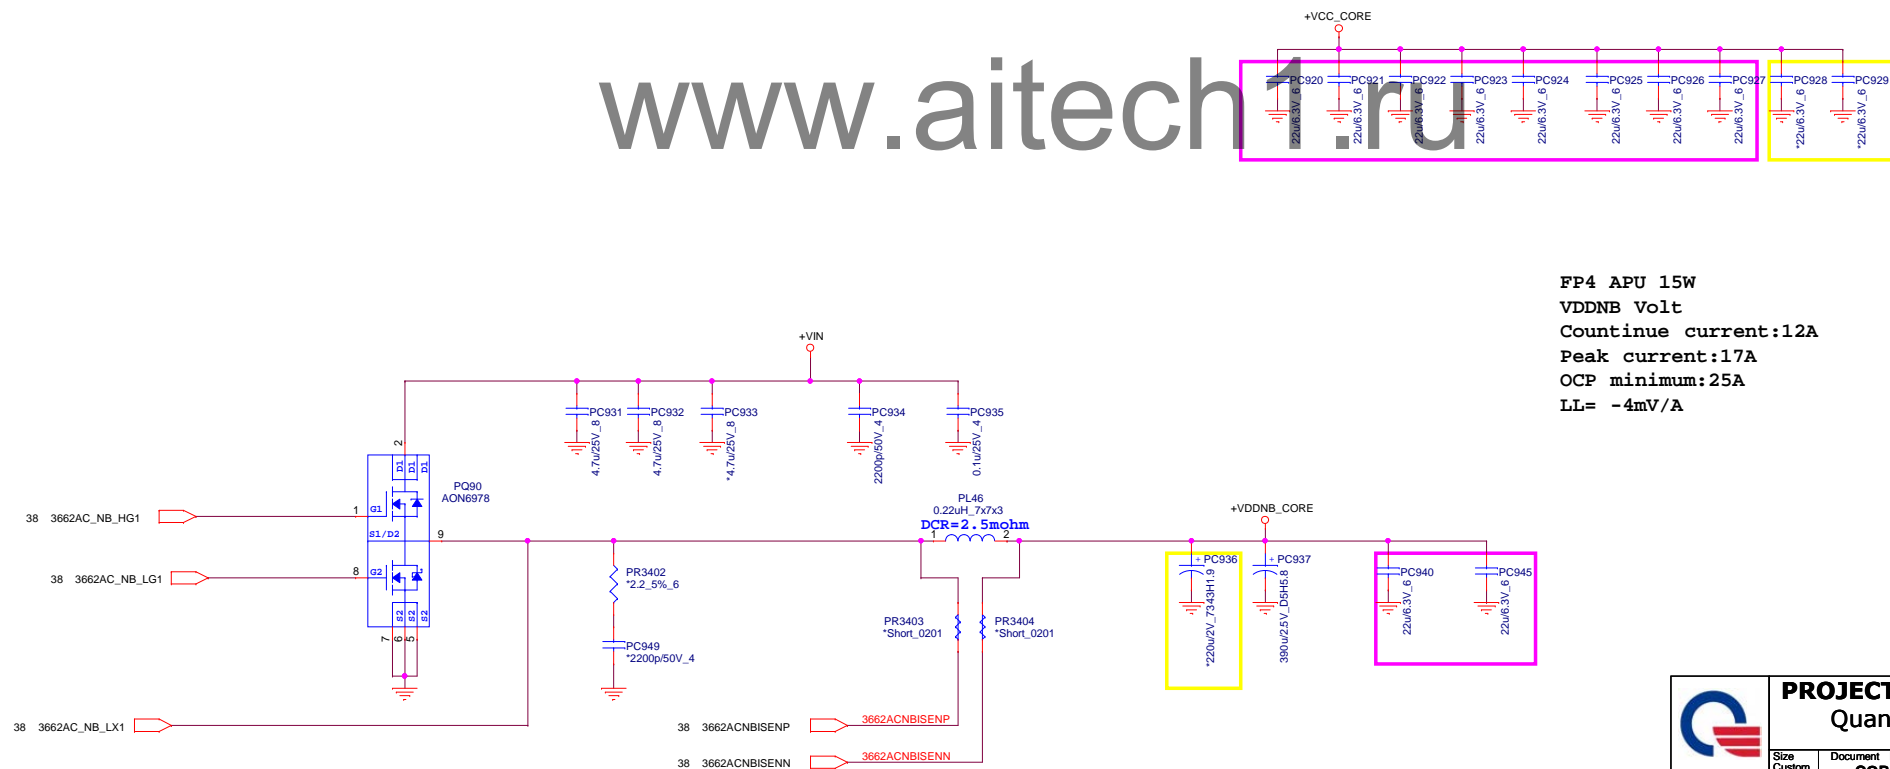 +VCC_CORE
www.aitech1.ru
PC920
22u/6.3V_6
PC921
22u/6.3V_6
PC922
22u/6.3V_6
PC923
22u/6.3V_6
PC924
22u/6.3V_6
PC925
22u/6.3V_6
PC926
22u/6.3V_6
PC927
22u/6.3V_6
PC928
*22u/6.3V_6
PC929
*22u/6.3V_6
FP4 APU 15W
VDDNB Volt
Countinue current:12A
Peak current:17A
OCP minimum:25A
LL= -4mV/A
+VIN
PC931
4.7u/25V_8
PC932
4.7u/25V_8
PC933
*4.7u/25V_8
PC934
2200p/50V_4
PC935
0.1u/25V_4
2
D1 D1 D1
PQ90
AON6978
38 3662AC_NB_HG1
1
G1
S1/D2
9
38 3662AC_NB_LG1
8
G2
S2 S2 S2
7 6 5
PL46
0.22uH_7x7x3
DCR=2.5mohm
1 2
+VDDNB_CORE
PR3402
*2.2_5%_6
PC949
*2200p/50V_4
PR3403
*Short_0201
PR3404
*Short_0201
+ PC936
*220u/2V_7343H1.9
+ PC937
390u/2.5V_D5H5.8
PC940
22u/6.3V_6
PC945
22u/6.3V_6
38 3662AC_NB_LX1
38 3662ACNBISENP
3662ACNBISENP
38 3662ACNBISENN
3662ACNBISENN
PROJECT
Quan
Size
Custom
Document